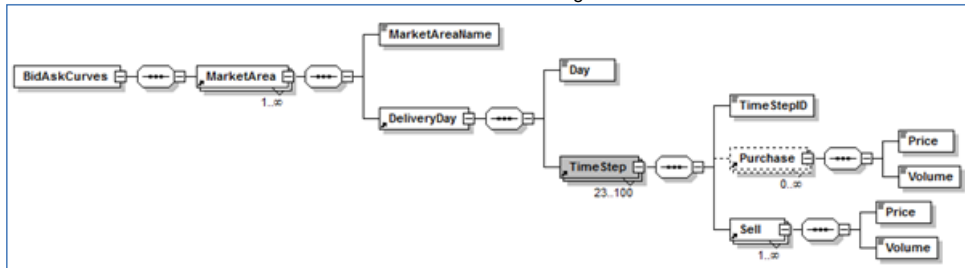 MarketAreaName
BidAskCurves
MarketArea
1..∞
Day
DeliveryDay
TimeStepID
TimeStep
23..100
Purchase
0..∞
Price
Volume
Sell
1..∞
Price
Volume